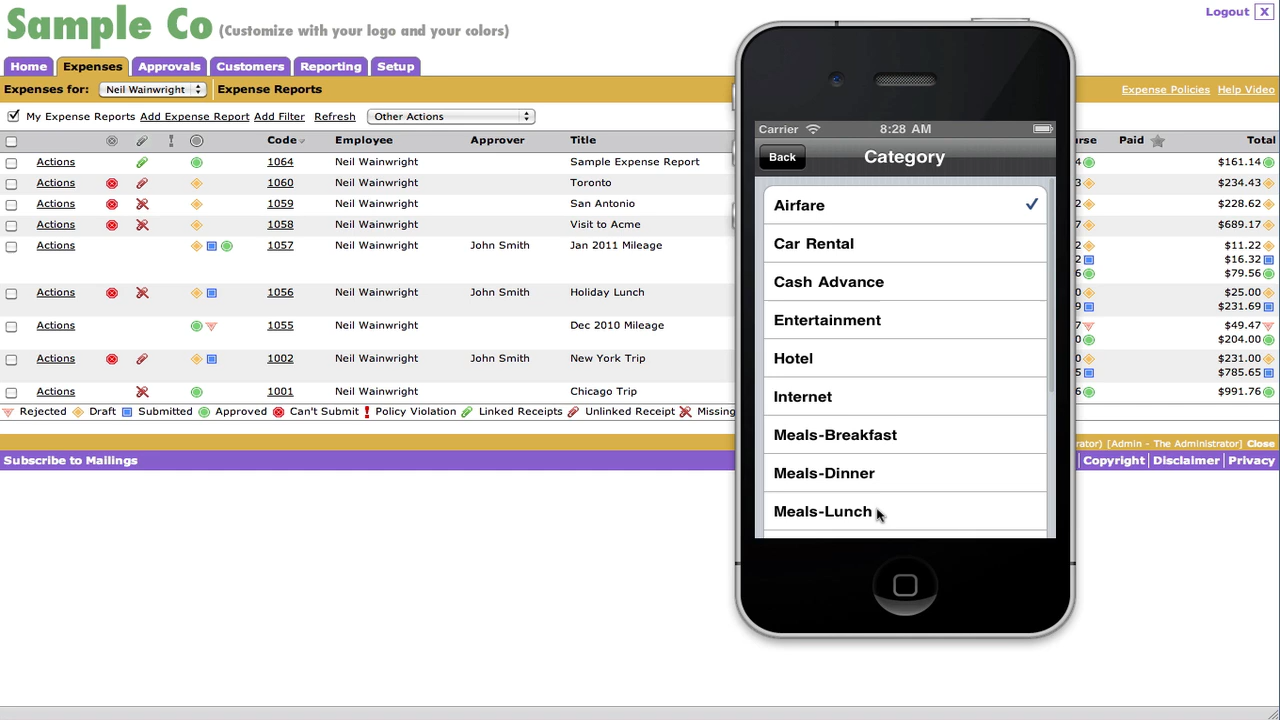 Sample Co (Customize with your logo and your colors)
Logout X
Home Expenses Approvals Customers Reporting Setup
Expenses for: Neil Wainwright Expense Reports
Expense Policies Help Video
My Expense Reports Add Expense Report Add Filter Refresh Other Actions
Code Employee Approver Title Paid Total
Actions 1064 Neil Wainwright Sample Expense Report $161.14
Actions 1060 Neil Wainwright Toronto $234.43
Actions 1059 Neil Wainwright San Antonio $228.62
Actions 1058 Neil Wainwright Visit to Acme $689.17
Actions 1057 Neil Wainwright John Smith Jan 2011 Mileage $11.22
$16.32
$79.56
Actions 1056 Neil Wainwright John Smith Holiday Lunch $25.00
$231.69
Actions 1055 Neil Wainwright Dec 2010 Mileage $49.47
$204.00
Actions 1002 Neil Wainwright John Smith New York Trip $231.00
$785.65
Actions 1001 Neil Wainwright Chicago Trip $991.76
Rejected Draft Submitted Approved Can't Submit Policy Violation Linked Receipts Unlinked Receipt Missing
[Admin - The Administrator] Close
Subscribe to Mailings
Copyright Disclaimer Privacy
Carrier 8:28 AM
Back Category
Airfare
Car Rental
Cash Advance
Entertainment
Hotel
Internet
Meals-Breakfast
Meals-Dinner
Meals-Lunch